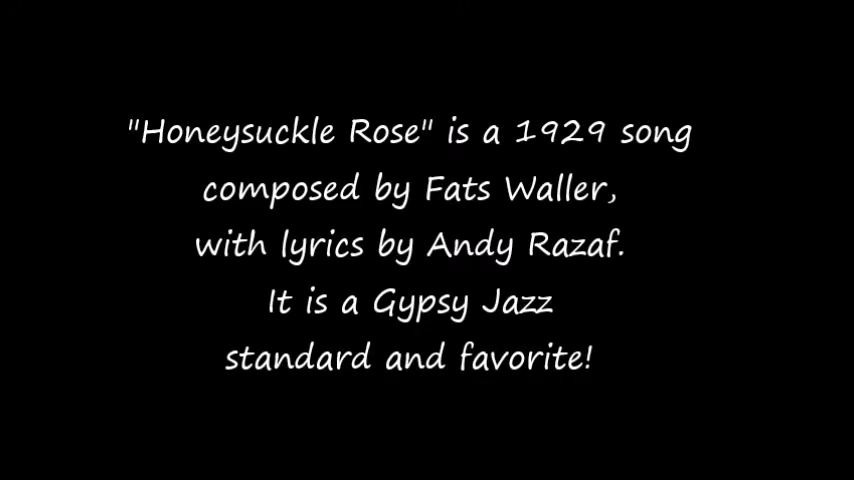 "Honeysuckle Rose" is a 1929 song
composed by Fats Waller,
with lyrics by Andy Razaf.
It is a Gypsy Jazz
standard and favorite!